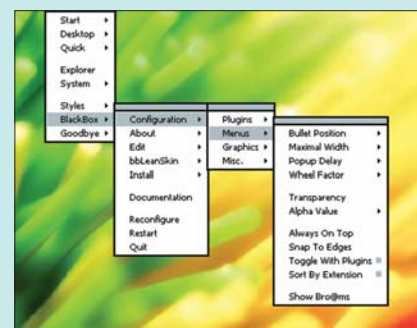 Start
Desktop
Quick
Explorer
System
Styles
BlackBox
Goodbye
Configuration
About
Edit
bbLeanSkin
Install
Documentation
Reconfigure
Restart
Quit
Plugins
Menus
Graphics
Misc.
Bullet Position
Maximal Width
Popup Delay
Wheel Factor
Transparency
Alpha Value
Always On Top
Snap To Edges
Toggle With Plugins
Sort By Extension
Show Bro@ms